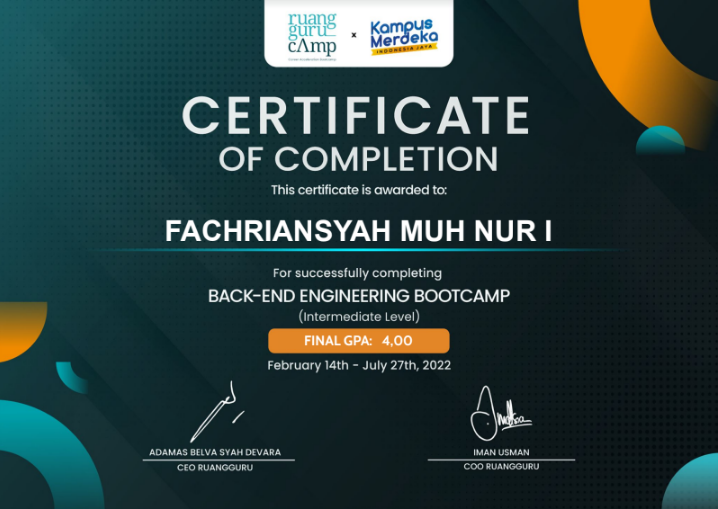 ruang
guru
cAmp
x
Kampus
Merdeka
INDONESIA JAYA
CERTIFICATE
OF COMPLETION
This certificate is awarded to:
FACHRIANSYAH MUH NUR I
For successfully completing
BACK-END ENGINEERING BOOTCAMP
(Intermediate Level)
FINAL GPA: 4,00
February 14th - July 27th, 2022
ADAMAS BELVA SYAH DEVARA
CEO RUANGGURU
IMAN USMAN
COO RUANGGURU